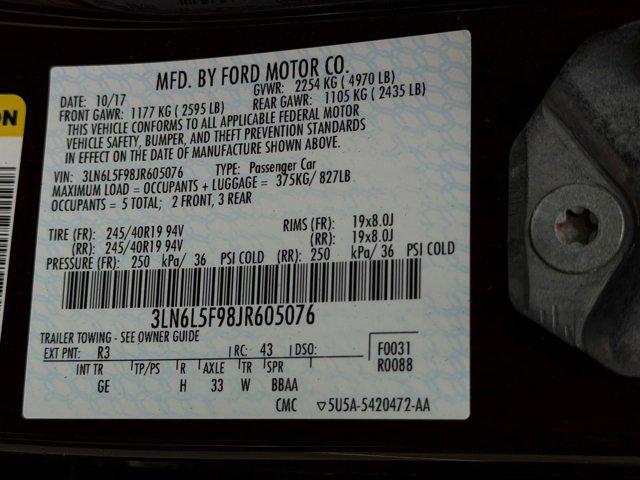 ON
MFD. BY FORD MOTOR CO.
DATE: 10/17 GVWR: 2254 KG ( 4970 LB)
FRONT GAWR: 1177 KG ( 2595 LB) REAR GAWR: 1105 KG ( 2435 LB)
THIS VEHICLE CONFORMS TO ALL APPLICABLE FEDERAL MOTOR
VEHICLE SAFETY, BUMPER, AND THEFT PREVENTION STANDARDS
IN EFFECT ON THE DATE OF MANUFACTURE SHOWN ABOVE.
VIN: 3LN6L5F98JR605076 TYPE: Passenger Car
MAXIMUM LOAD = OCCUPANTS + LUGGAGE = 375KG/ 827LB
OCCUPANTS = 5 TOTAL; 2 FRONT, 3 REAR
TIRE (FR): 245/40R19 94V RIMS (FR): 19x8.0J
(RR): 245/40R19 94V (RR): 19x8.0J
PRESSURE (FR): 250 kPa/ 36 PSI COLD (RR): 250 kPa/ 36 PSI COLD
3LN6L5F98JR605076
TRAILER TOWING - SEE OWNER GUIDE
EXT PNT: R3 RC: 43 DSO: F0031
INT TR TP/PS R AXLE TR SPR R0088
GE H 33 W BBAA
CMC ▽5U5A-5420472-AA